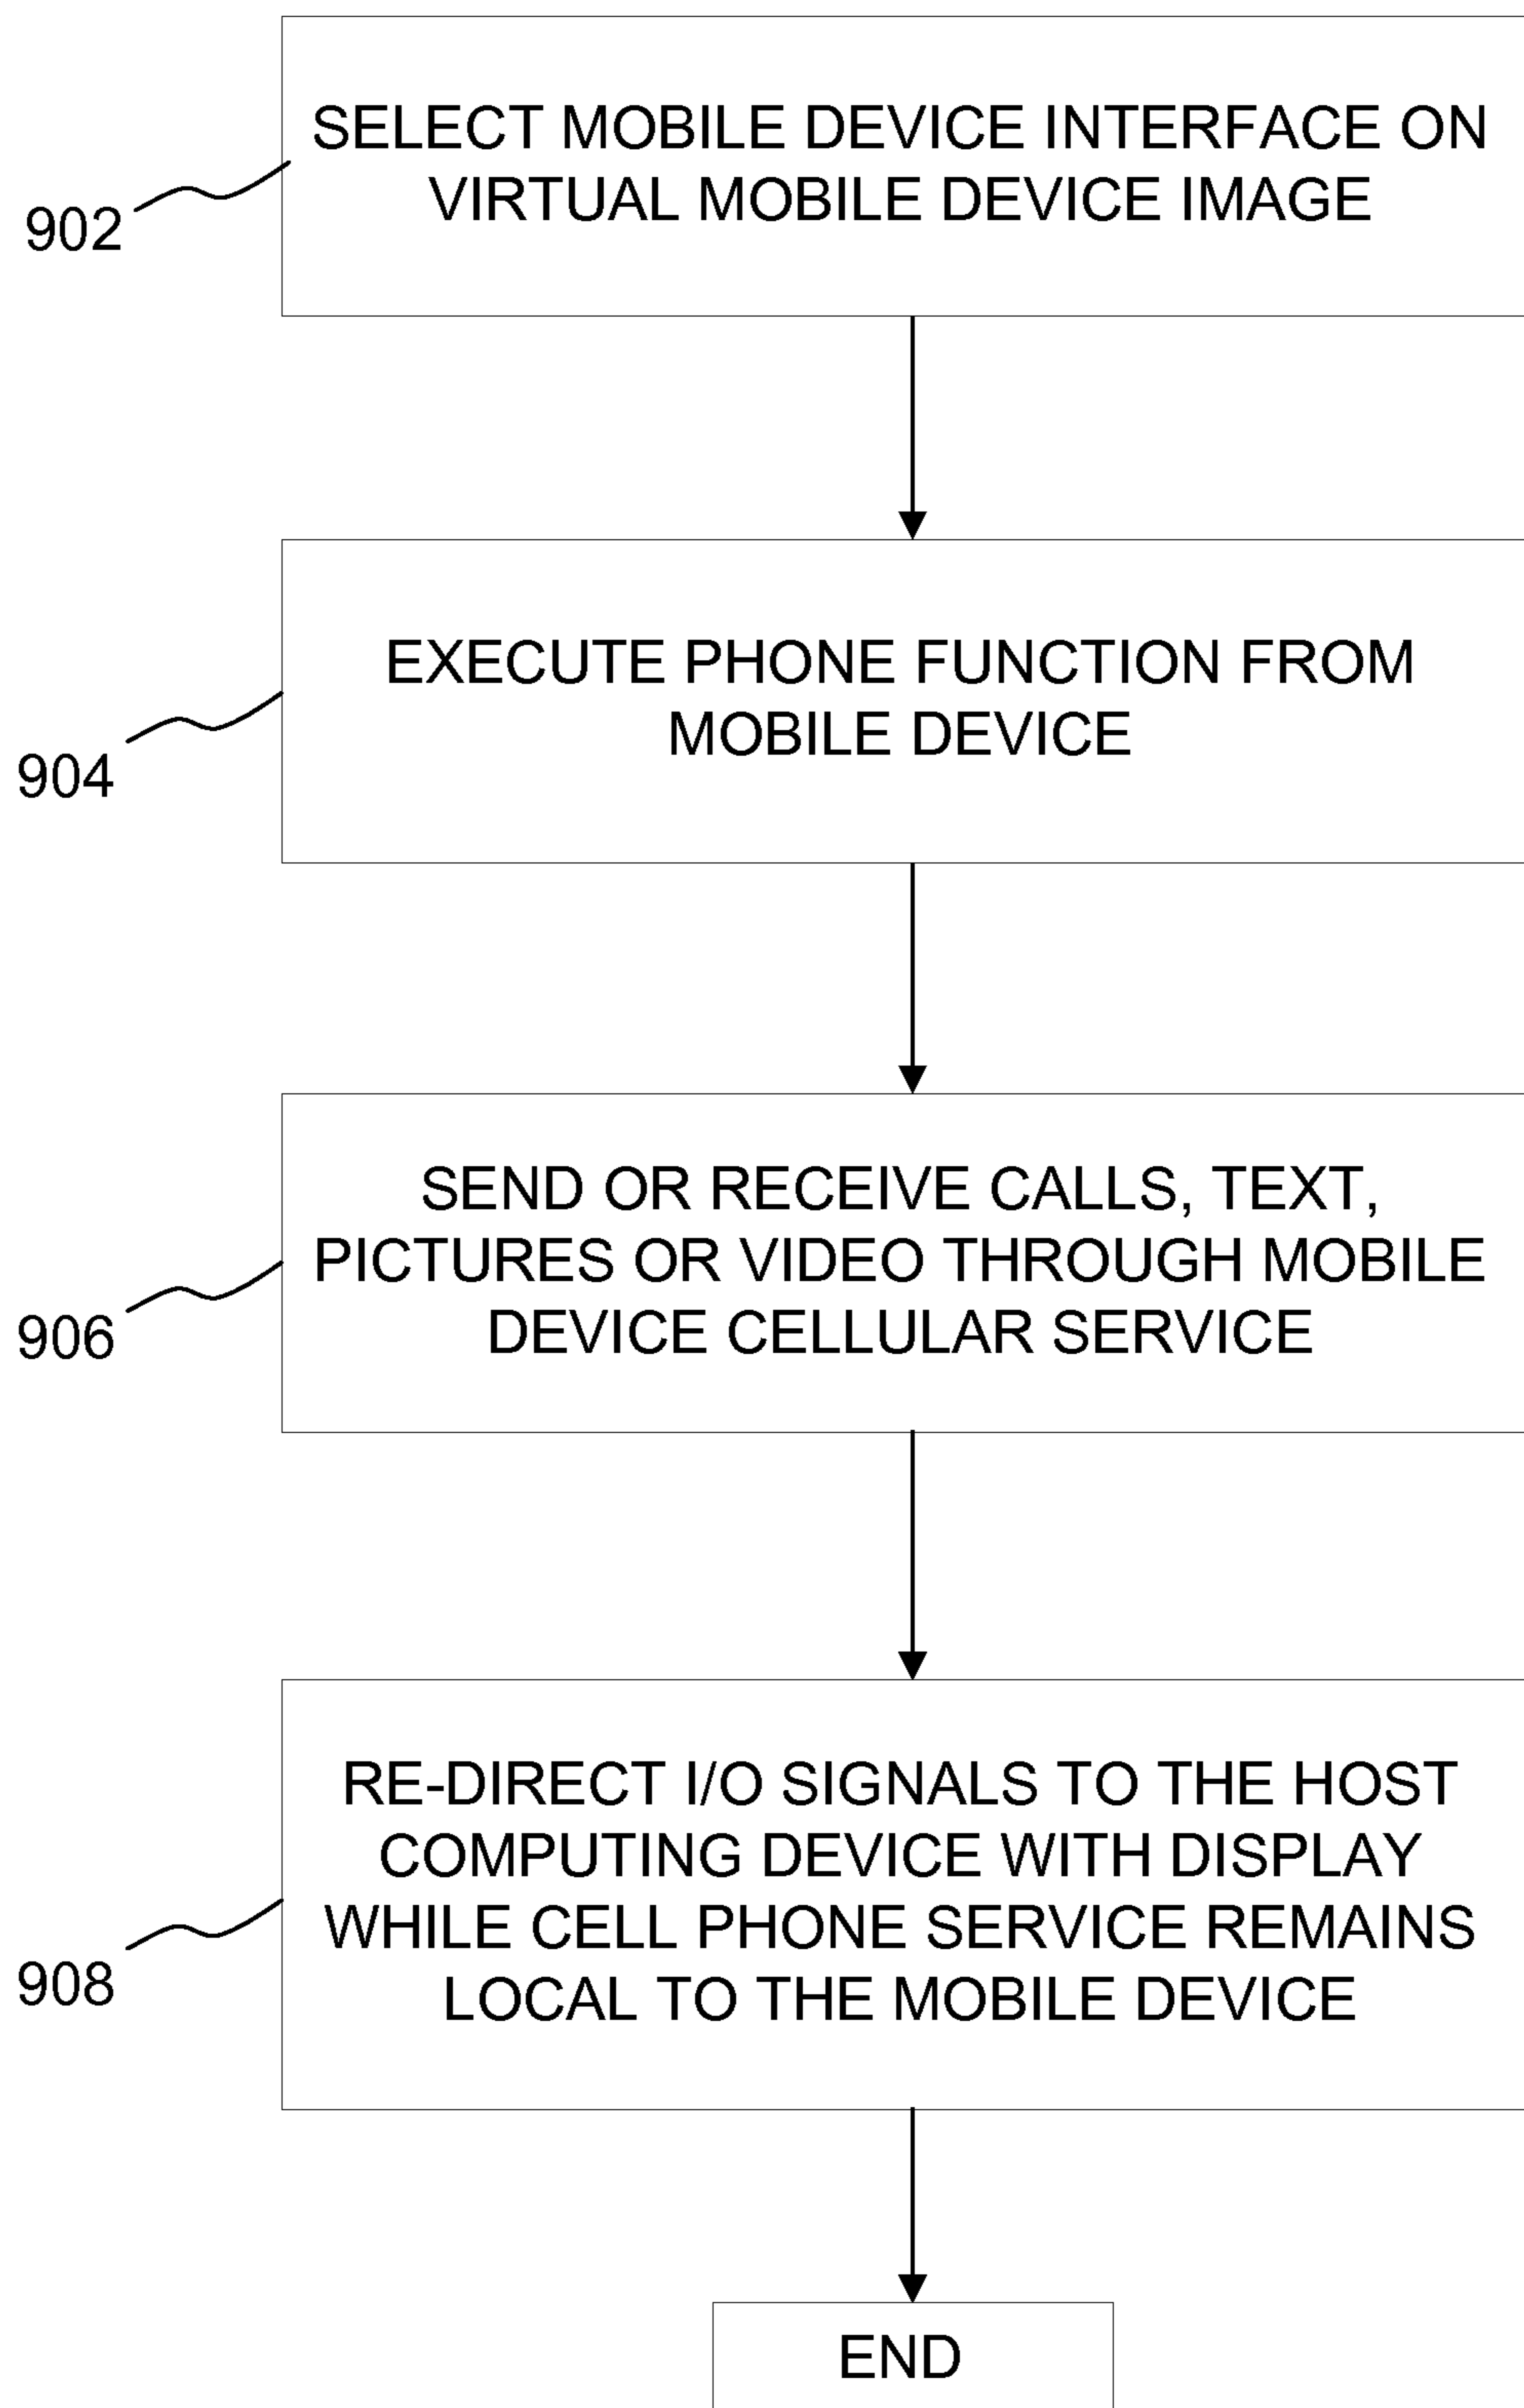 SELECT MOBILE DEVICE INTERFACE ON
VIRTUAL MOBILE DEVICE IMAGE
902
EXECUTE PHONE FUNCTION FROM
MOBILE DEVICE
904
SEND OR RECEIVE CALLS, TEXT,
PICTURES OR VIDEO THROUGH MOBILE
DEVICE CELLULAR SERVICE
906
RE-DIRECT I/O SIGNALS TO THE HOST
COMPUTING DEVICE WITH DISPLAY
WHILE CELL PHONE SERVICE REMAINS
LOCAL TO THE MOBILE DEVICE
908
END